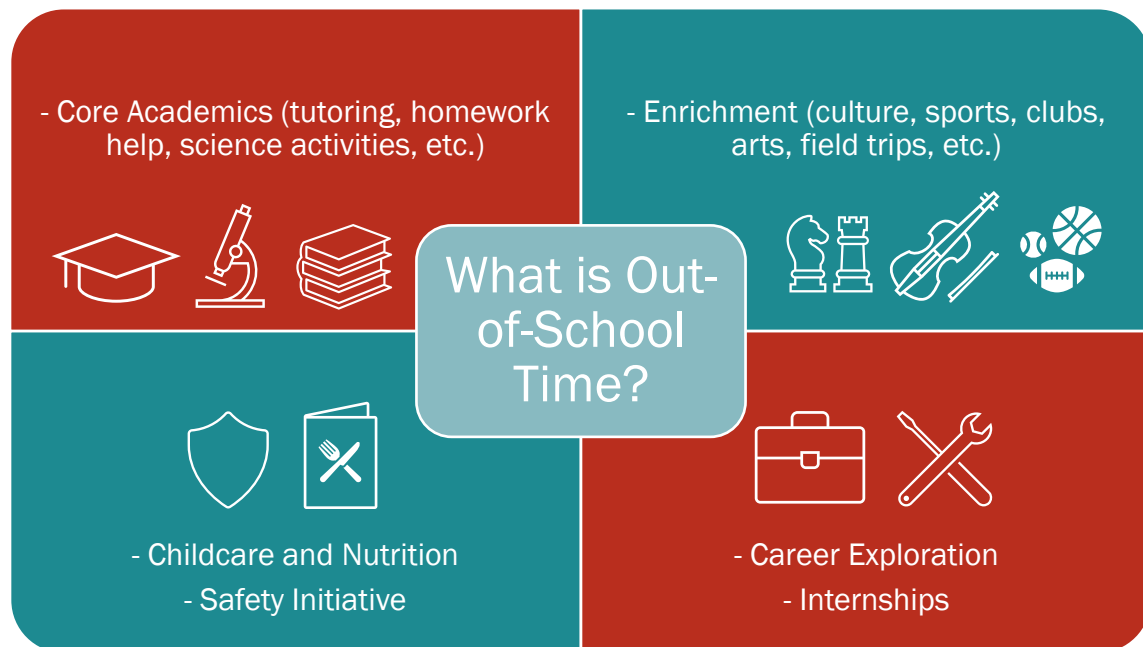 - Core Academics (tutoring, homework
help, science activities, etc.)
- Enrichment (culture, sports, clubs,
arts, field trips, etc.)
What is Out-
of-School
Time?
- Childcare and Nutrition
- Safety Initiative
- Career Exploration
- Internships